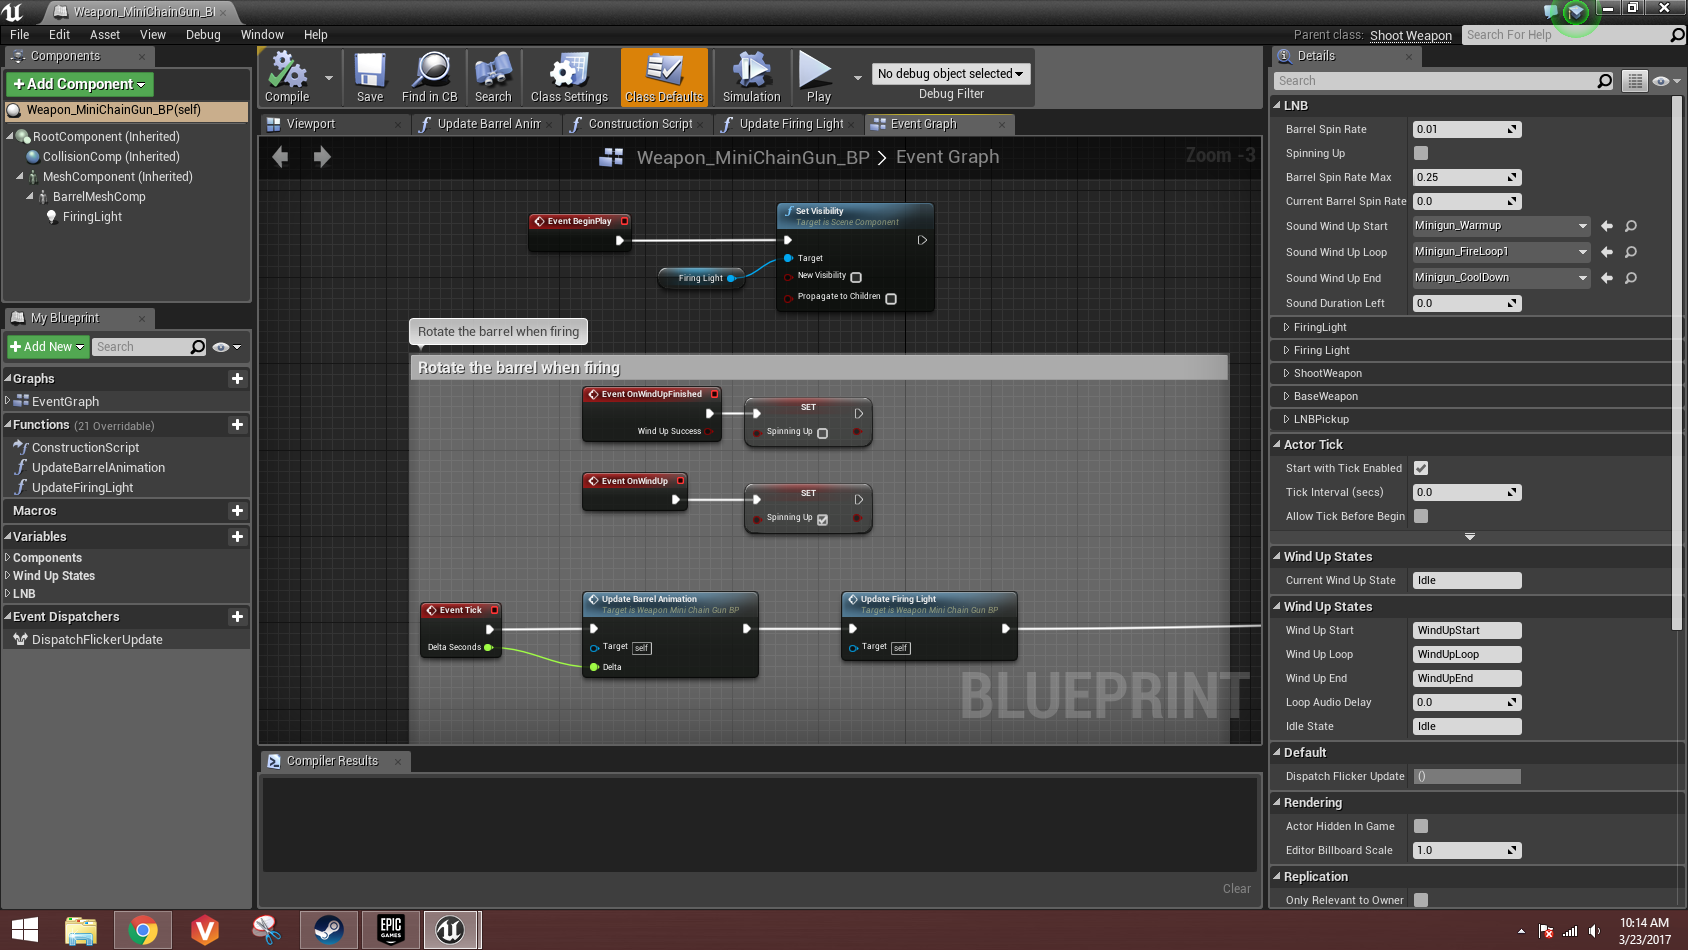 Weapon_MiniChainGun_BI
File Edit Asset View Debug Window Help
Parent class: Shoot Weapon
Search For Help
Components
Add Component
Weapon_MiniChainGun_BP(self)
RootComponent (Inherited)
CollisionComp (Inherited)
MeshComponent (Inherited)
BarrelMeshComp
FiringLight
My Blueprint
Add New
Search
Graphs
EventGraph
Functions (21 Overridable)
ConstructionScript
UpdateBarrelAnimation
UpdateFiringLight
Macros
Variables
Components
Wind Up States
LNB
Event Dispatchers
DispatchFlickerUpdate
Compile
Save
Find in CB
Search
Class Settings
Class Defaults
Simulation
Play
No debug object selected
Debug Filter
Viewport
Update Barrel Anim
Construction Script
Update Firing Light
Event Graph
Weapon_MiniChainGun_BP > Event Graph
Zoom -3
Event BeginPlay
Set Visibility
Target is Scene Component
Target
New Visibility
Propagate to Children
Firing Light
Rotate the barrel when firing
Rotate the barrel when firing
Event OnWindUpFinished
Wind Up Success
SET
Spinning Up
Event OnWindUp
SET
Spinning Up
Event Tick
Delta Seconds
Update Barrel Animation
Target is Weapon Mini Chain Gun BP
Target self
Delta
Update Firing Light
Target is Weapon Mini Chain Gun BP
Target self
BLUEPRINT
Compiler Results
Clear
Details
Search
LNB
Barrel Spin Rate 0.01
Spinning Up
Barrel Spin Rate Max 0.25
Current Barrel Spin Rate 0.0
Sound Wind Up Start Minigun_Warmup
Sound Wind Up Loop Minigun_FireLoop1
Sound Wind Up End Minigun_CoolDown
Sound Duration Left 0.0
FiringLight
Firing Light
ShootWeapon
BaseWeapon
LNBPickup
Actor Tick
Start with Tick Enabled
Tick Interval (secs) 0.0
Allow Tick Before Begin
Wind Up States
Current Wind Up State Idle
Wind Up States
Wind Up Start WindUpStart
Wind Up Loop WindUpLoop
Wind Up End WindUpEnd
Loop Audio Delay 0.0
Idle State Idle
Default
Dispatch Flicker Update ()
Rendering
Actor Hidden In Game
Editor Billboard Scale 1.0
Replication
Only Relevant to Owner
EPIC
GAMES
10:14 AM
3/23/2017